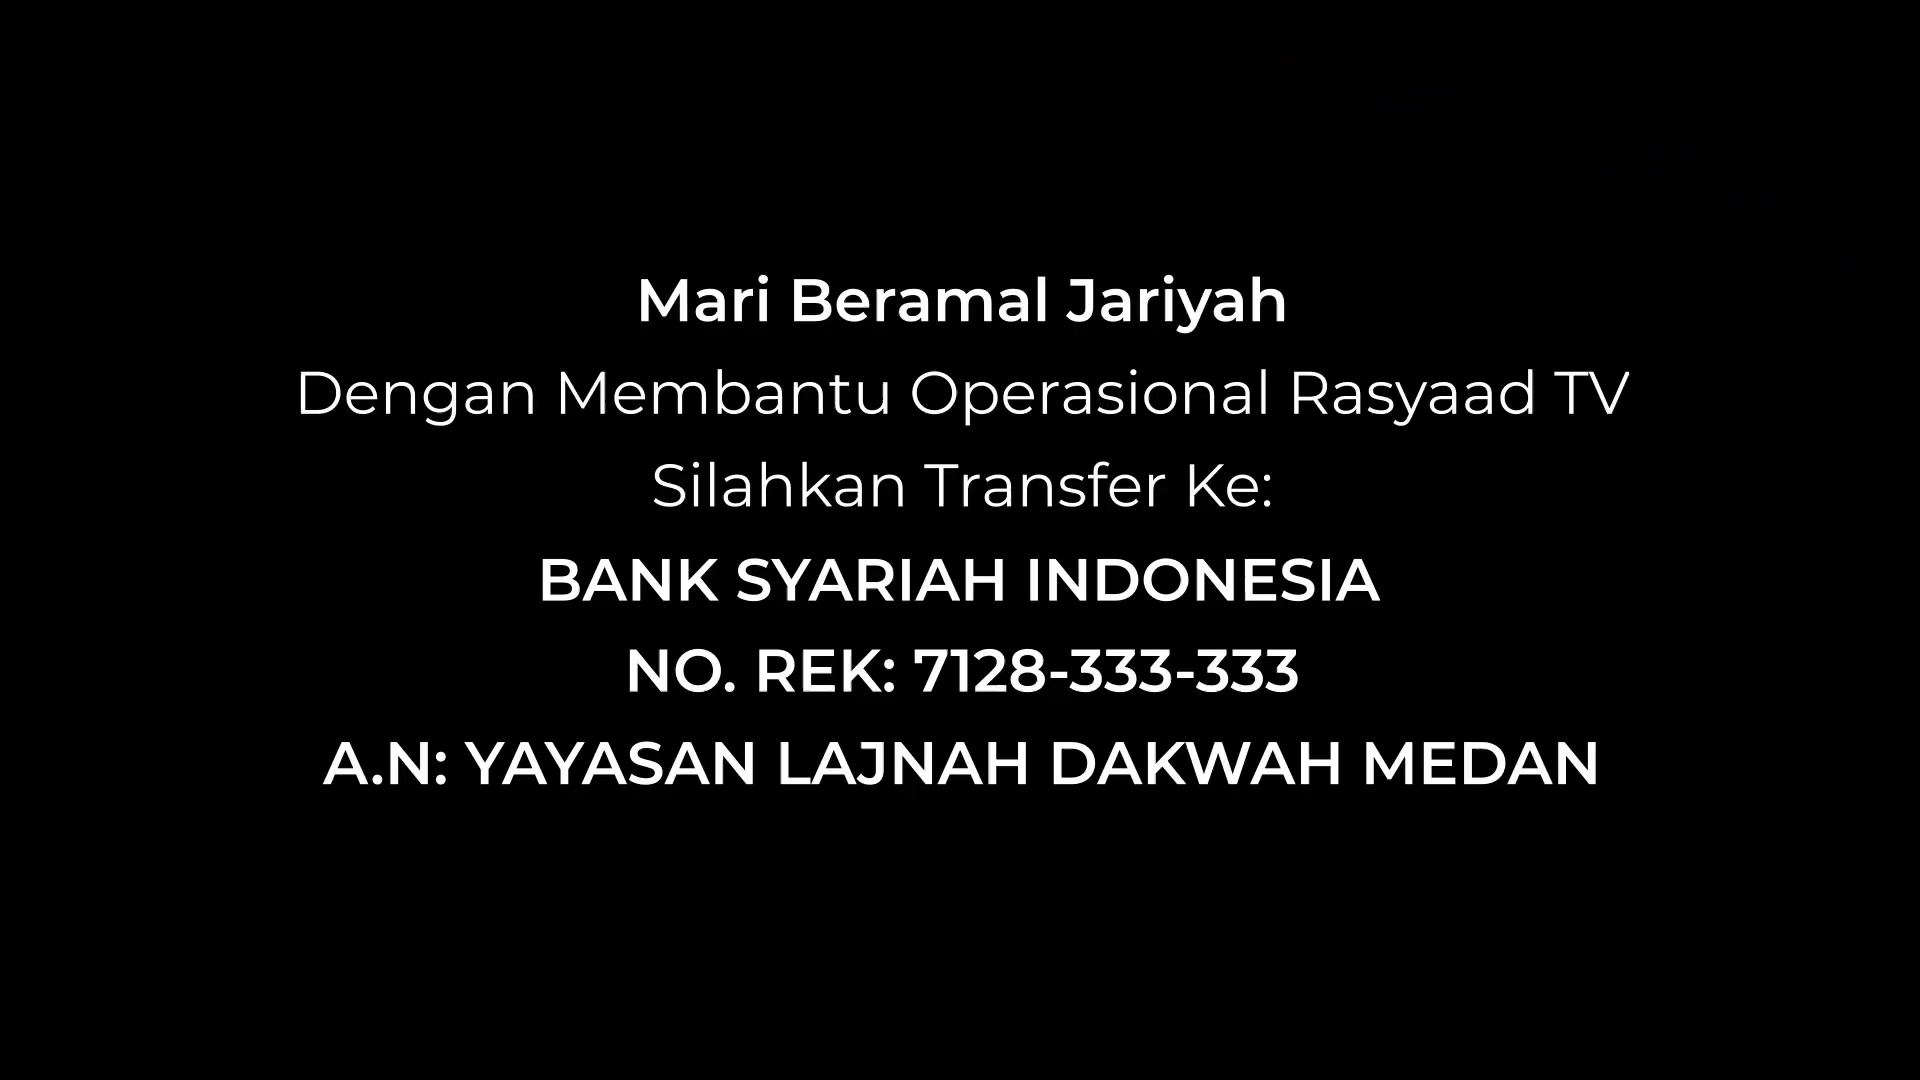 Mari Beramal Jariyah
Dengan Membantu Operasional Rasyaad TV
Silahkan Transfer Ke:
BANK SYARIAH INDONESIA
NO. REK: 7128-333-333
A.N: YAYASAN LAJNAH DAKWAH MEDAN